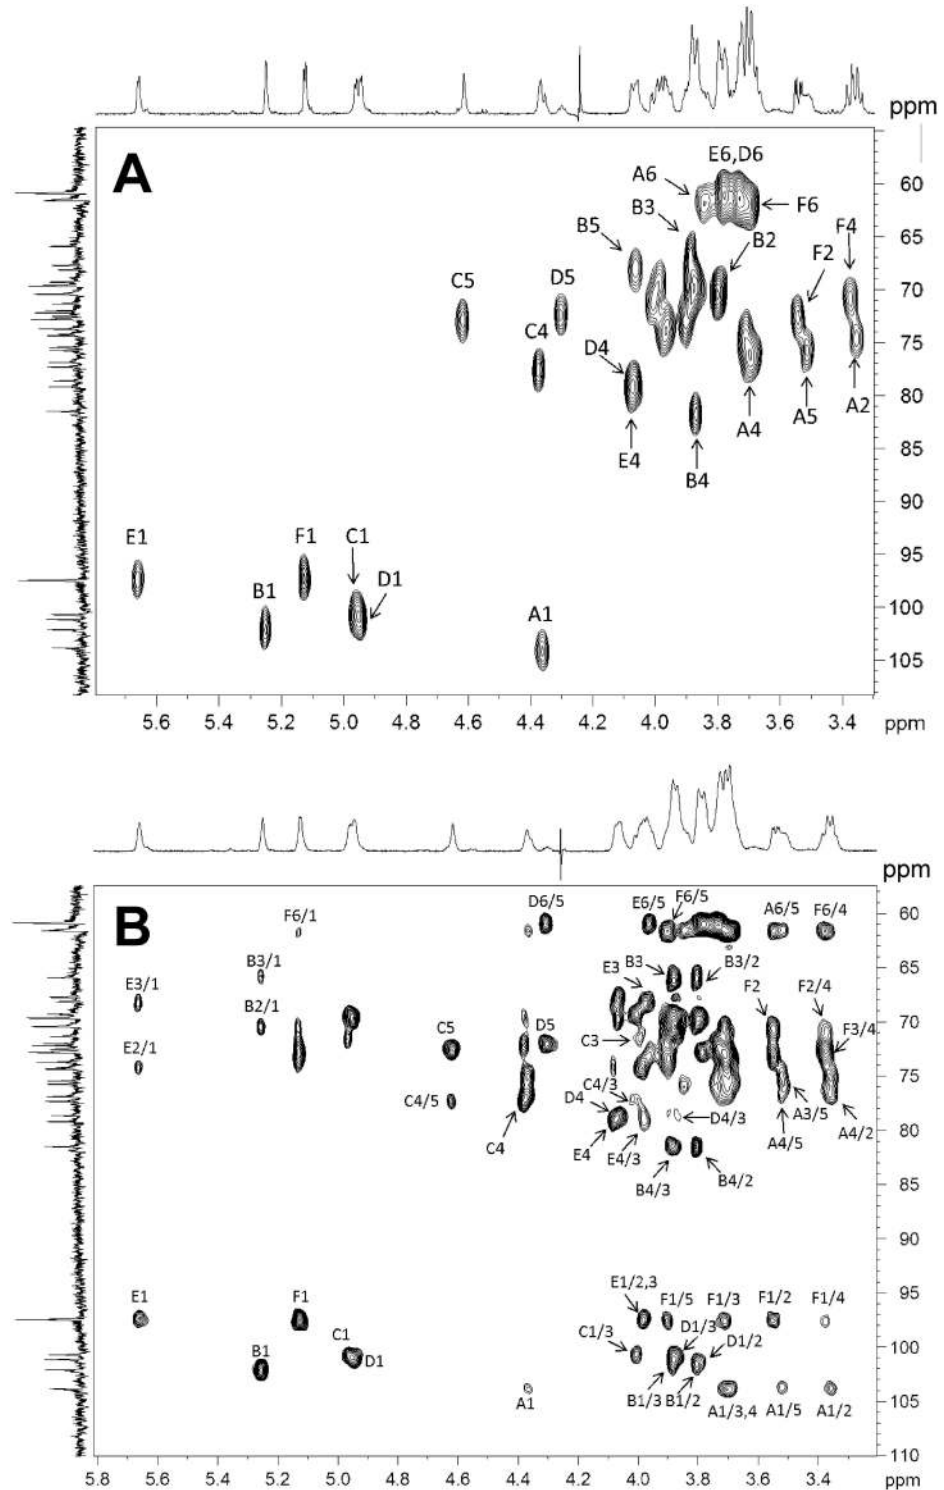 ppm
A
E6,D6
A6
F6
B3
B5
B2
F4
F2
C5
D5
C4
D4
E4
B4
A4
A5
A2
E1
F1
C1
D1
B1
A1
60
65
70
75
80
85
90
95
100
105
5.6 5.4 5.2 5.0 4.8 4.6 4.4 4.2 4.0 3.8 3.6 3.4 ppm
ppm
B
F6/1
D6/5
E6/5
F6/5
A6/5
F6/4
B3/1
E3/1
B2/1
E3
B3
B3/2
F2
F2/4
F3/4
E2/1
C5
D5
C3
C4/5
C4/3
D4
C4
D4/3
A3/5
A4/5
A4/2
E4
E4/3
B4/3
B4/2
E1
F1
E1/2,3
F1/5
F1/3
F1/2
F1/4
C1/3
D1/3
D1/2
B1
C1
D1
A1
B1/3
B1/2
A1/3,4
A1/5
A1/2
60
65
70
75
80
85
90
95
100
105
110
5.8 5.6 5.4 5.2 5.0 4.8 4.6 4.4 4.2 4.0 3.8 3.6 3.4 ppm